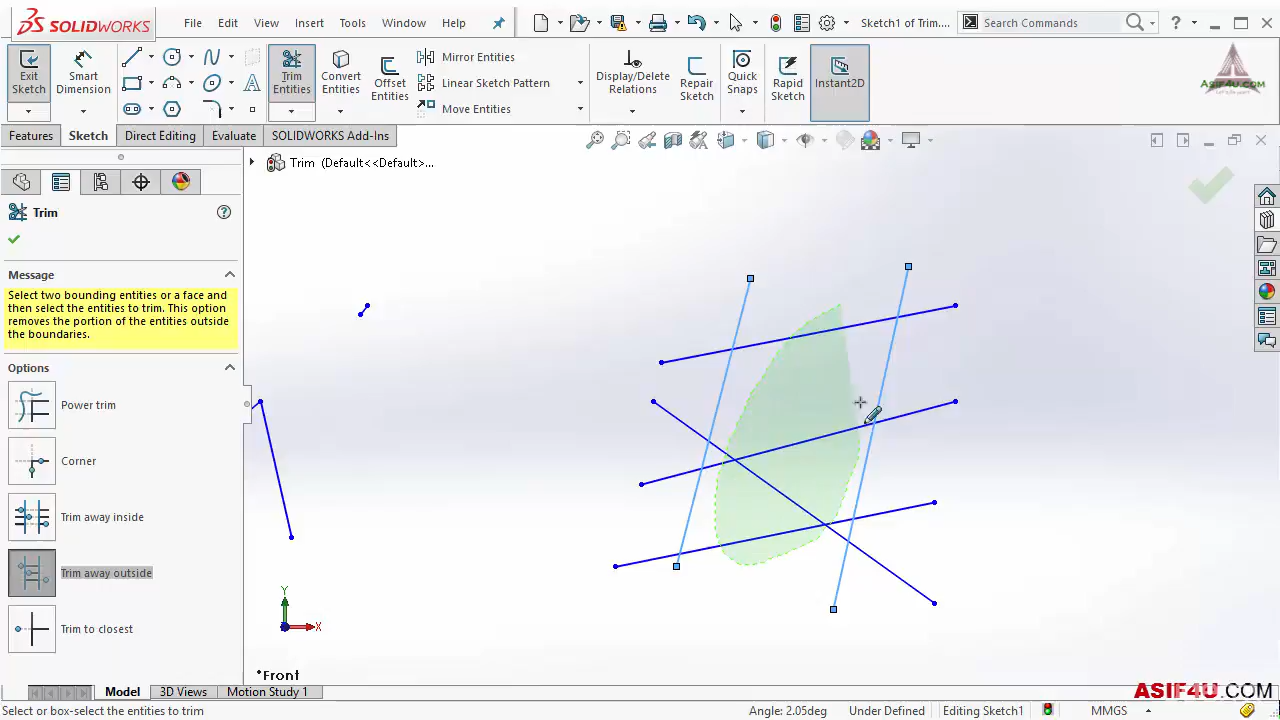 SOLIDWORKS File Edit View Insert Tools Window Help Sketch1 of Trim.... Search Commands
Exit Sketch
Smart Dimension
Trim Entities
Convert Entities
Offset Entities
Mirror Entities
Linear Sketch Pattern
Move Entities
Display/Delete Relations
Repair Sketch
Quick Snaps
Rapid Sketch
Instant2D
ASIF4U.COM
Features Sketch Direct Editing Evaluate SOLIDWORKS Add-Ins
Trim (Default<<Default>...
Trim
Message
Select two bounding entities or a face and
then select the entities to trim. This option
removes the portion of the entities outside
the boundaries.
Options
Power trim
Corner
Trim away inside
Trim away outside
Trim to closest
Y
X
*Front
Model 3D Views Motion Study 1
ASIF4U.COM
Select or box-select the entities to trim Angle: 2.05deg Under Defined Editing Sketch1 MMGS